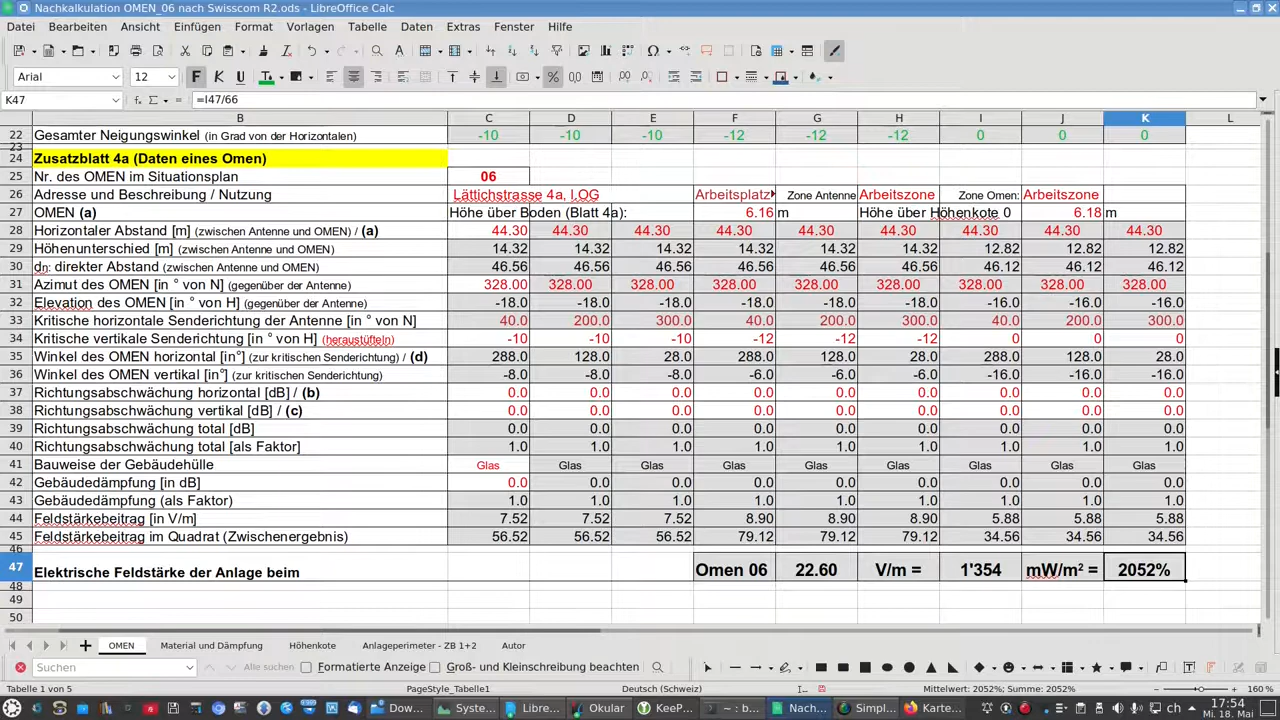 Nachkalkulation OMEN_06 nach Swisscom R2.ods - LibreOffice Calc
Datei Bearbeiten Ansicht Einfügen Format Vorlagen Tabelle Daten Extras Fenster Hilfe
Arial 12 F K U
K47 fx Σ = =I47/66
B C D E F G H I J K L
22 Gesamter Neigungswinkel (in Grad von der Horizontalen) -10 -10 -10 -12 -12 -12 0 0 0
23
24 Zusatzblatt 4a (Daten eines Omen)
25 Nr. des OMEN im Situationsplan 06
26 Adresse und Beschreibung / Nutzung Lättichstrasse 4a, LOG Arbeitsplatz Zone Antenne Arbeitszone Zone Omen: Arbeitszone
27 OMEN (a) Höhe über Boden (Blatt 4a): 6.16 m Höhe über Höhenkote 0 6.18 m
28 Horizontaler Abstand [m] (zwischen Antenne und OMEN) / (a) 44.30 44.30 44.30 44.30 44.30 44.30 44.30 44.30 44.30
29 Höhenunterschied [m] (zwischen Antenne und OMEN) 14.32 14.32 14.32 14.32 14.32 14.32 12.82 12.82 12.82
30 dn: direkter Abstand (zwischen Antenne und OMEN) 46.56 46.56 46.56 46.56 46.56 46.56 46.12 46.12 46.12
31 Azimut des OMEN [in ° von N] (gegenüber der Antenne) 328.00 328.00 328.00 328.00 328.00 328.00 328.00 328.00 328.00
32 Elevation des OMEN [in ° von H] (gegenüber der Antenne) -18.0 -18.0 -18.0 -18.0 -18.0 -18.0 -16.0 -16.0 -16.0
33 Kritische horizontale Senderichtung der Antenne [in ° von N] 40.0 200.0 300.0 40.0 200.0 300.0 40.0 200.0 300.0
34 Kritische vertikale Senderichtung [in ° von H] (heraustüfteln) -10 -10 -10 -12 -12 -12 0 0 0
35 Winkel des OMEN horizontal [in°] (zur kritischen Senderichtung) / (d) 288.0 128.0 28.0 288.0 128.0 28.0 288.0 128.0 28.0
36 Winkel des OMEN vertikal [in°] (zur kritischen Senderichtung) -8.0 -8.0 -8.0 -6.0 -6.0 -6.0 -16.0 -16.0 -16.0
37 Richtungsabschwächung horizontal [dB] / (b) 0.0 0.0 0.0 0.0 0.0 0.0 0.0 0.0 0.0
38 Richtungsabschwächung vertikal [dB] / (c) 0.0 0.0 0.0 0.0 0.0 0.0 0.0 0.0 0.0
39 Richtungsabschwächung total [dB] 0.0 0.0 0.0 0.0 0.0 0.0 0.0 0.0 0.0
40 Richtungsabschwächung total [als Faktor] 1.0 1.0 1.0 1.0 1.0 1.0 1.0 1.0 1.0
41 Bauweise der Gebäudehülle Glas Glas Glas Glas Glas Glas Glas Glas Glas
42 Gebäudedämpfung [in dB] 0.0 0.0 0.0 0.0 0.0 0.0 0.0 0.0 0.0
43 Gebäudedämpfung (als Faktor) 1.0 1.0 1.0 1.0 1.0 1.0 1.0 1.0 1.0
44 Feldstärkebeitrag [in V/m] 7.52 7.52 7.52 8.90 8.90 8.90 5.88 5.88 5.88
45 Feldstärkebeitrag im Quadrat (Zwischenergebnis) 56.52 56.52 56.52 79.12 79.12 79.12 34.56 34.56 34.56
46
47 Elektrische Feldstärke der Anlage beim Omen 06 22.60 V/m = 1'354 mW/m² = 2052%
48
49
50
OMEN Material und Dämpfung Höhenkote Anlageperimeter - ZB 1+2 Autor
Suchen Alle suchen Formatierte Anzeige Groß- und Kleinschreibung beachten
Tabelle 1 von 5 PageStyle_Tabelle1 Deutsch (Schweiz) Mittelwert: 2052%; Summe: 2052% 160 %
Dow... Syste... Libre... Okular KeeP... ~ : b... Nach... Simpl... Karte... 17:54
Mi. 18. Mai